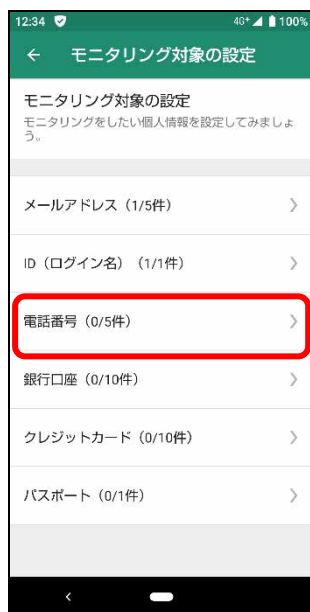 12:34 4G+ 100%
← モニタリング対象の設定
モニタリング対象の設定
モニタリングをしたい個人情報を設定してみましょ
う。
メールアドレス（1/5件）
ID（ログイン名）（1/1件）
電話番号（0/5件）
銀行口座（0/10件）
クレジットカード（0/10件）
パスポート（0/1件）